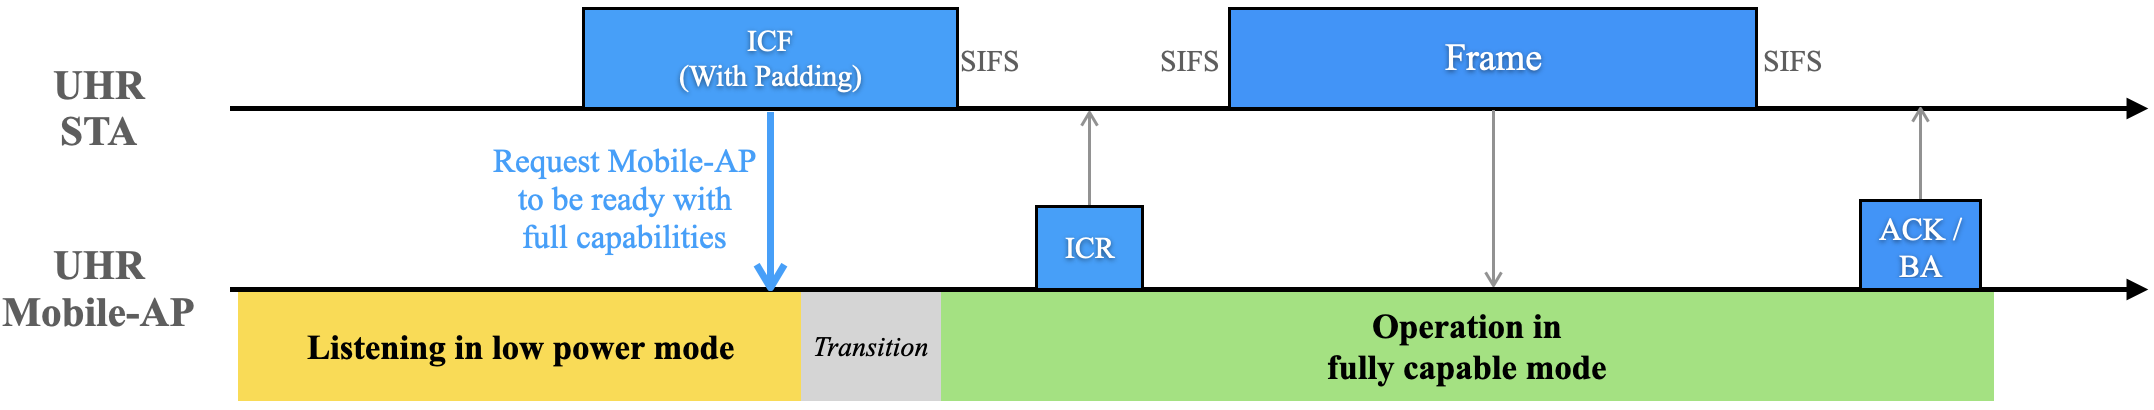 ICF
(With Padding)
SIFS
SIFS
Frame
SIFS
UHR
STA
Request Mobile-AP
to be ready with
full capabilities
ICR
ACK /
BA
UHR
Mobile-AP
Listening in low power mode
Transition
Operation in
fully capable mode